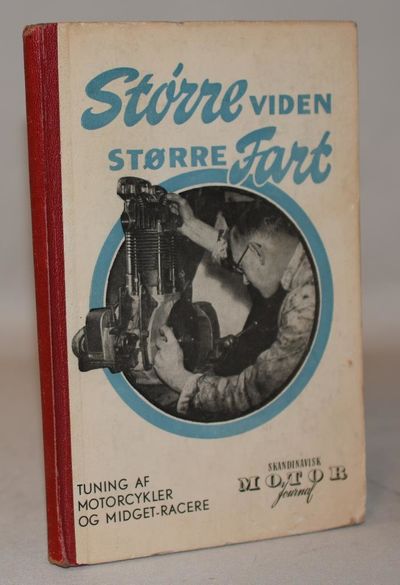 Større VIDEN
STØRRE Fart
TUNING AF
MOTORCYKLER
OG MIDGET-RACERE
SKANDINAVISK
MOTOR
Journal